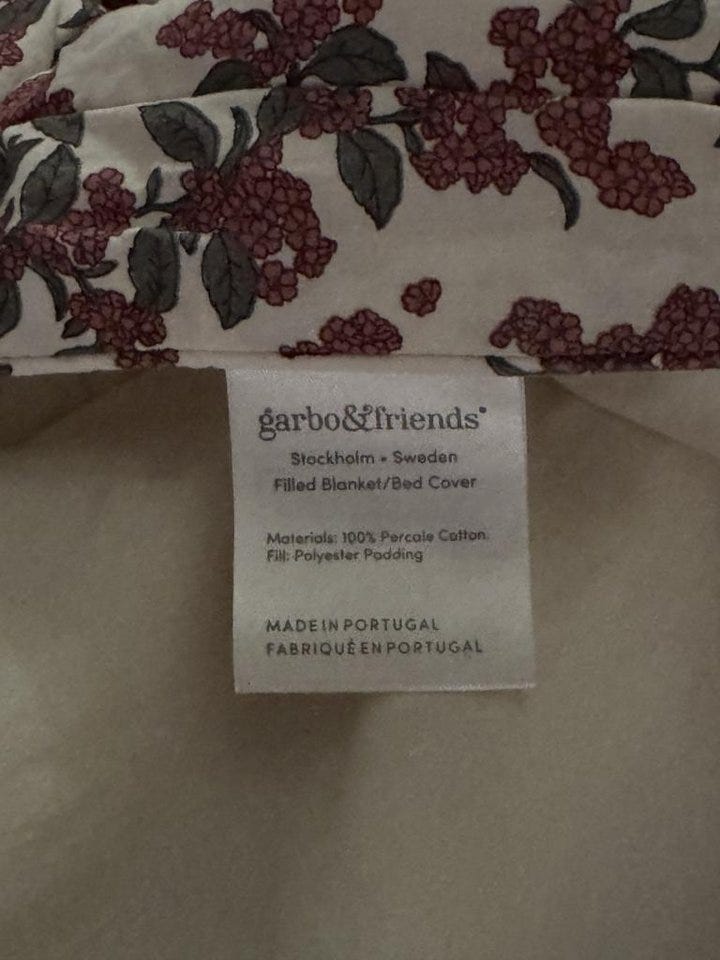 garbo&friends
Stockholm • Sweden
Filled Blanket/Bed Cover
Materials: 100% Percale Cotton.
Fill: Polyester Padding
MADE IN PORTUGAL
FABRIQUÉ EN PORTUGAL